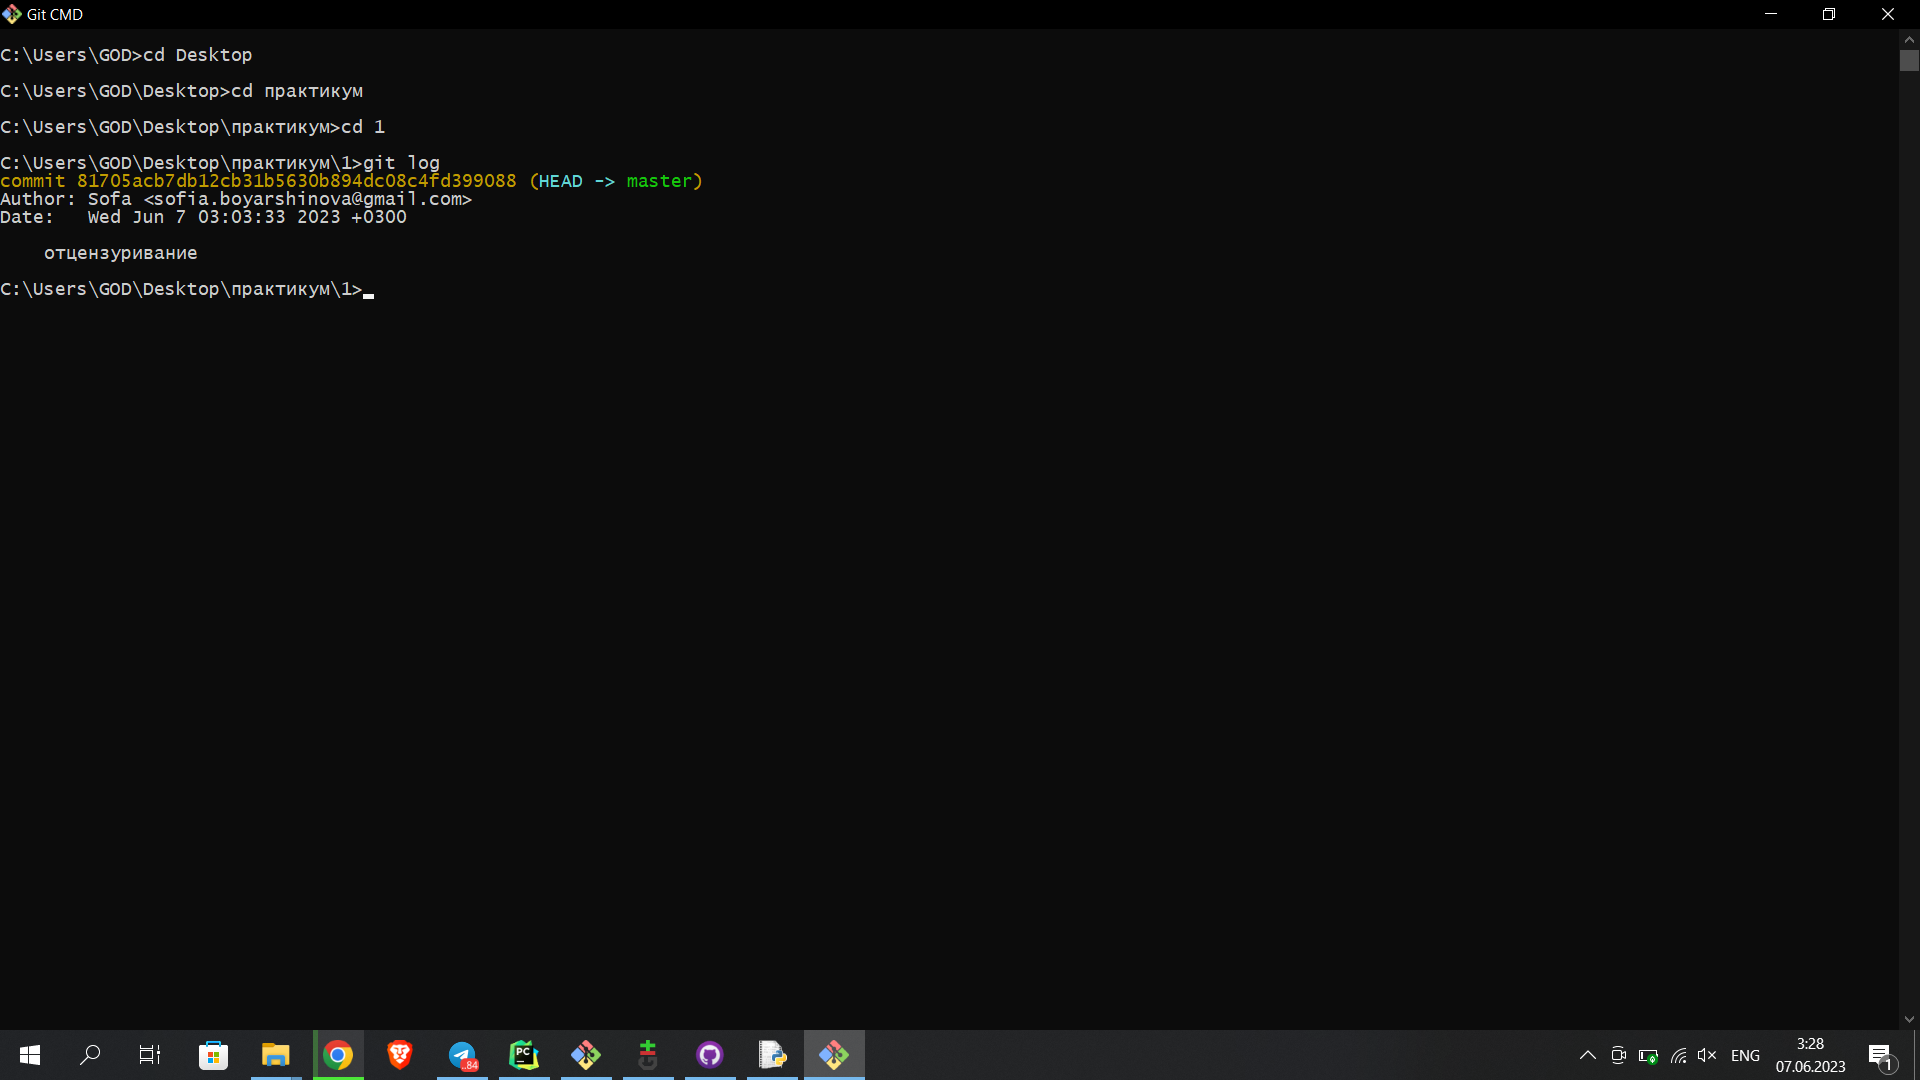 Git CMD
C:\Users\GOD>cd Desktop
C:\Users\GOD\Desktop>cd практикум
C:\Users\GOD\Desktop\практикум>cd 1
C:\Users\GOD\Desktop\практикум\1>git log
commit 81705acb7db12cb31b5630b894dc08c4fd399088 (HEAD -> master)
Author: Sofa <sofia.boyarshinova@gmail.com>
Date:   Wed Jun 7 03:03:33 2023 +0300
отцензуривание
C:\Users\GOD\Desktop\практикум\1>
..84
PC
ENG
3:28
07.06.2023
1